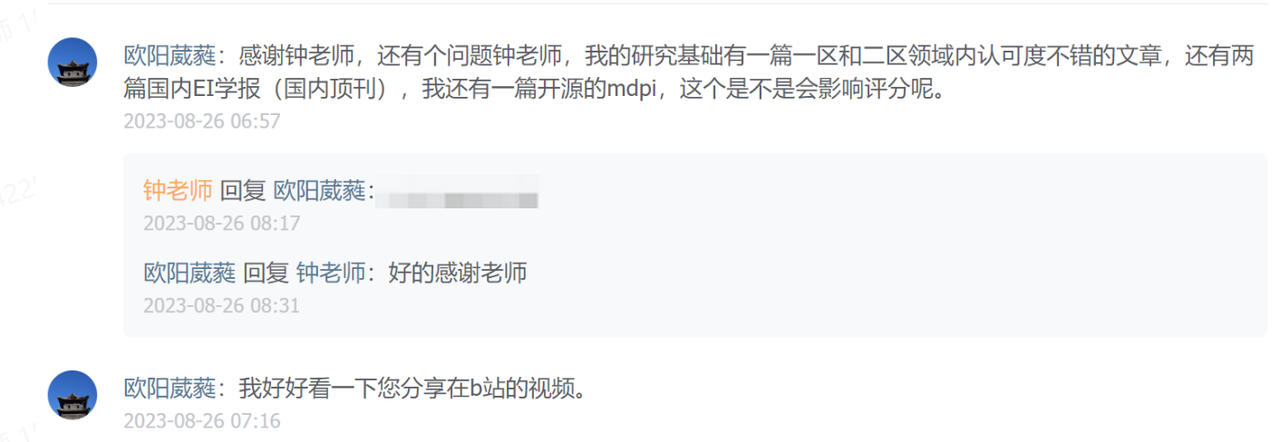 欧阳葳蕤：感谢钟老师，还有个问题钟老师，我的研究基础有一篇一区和二区领域内认可度不错的文章，还有两
篇国内EI学报（国内顶刊），我还有一篇开源的mdpi，这个是不是会影响评分呢。
2023-08-26 06:57
钟老师 回复 欧阳葳蕤：
2023-08-26 08:17
欧阳葳蕤 回复 钟老师：好的感谢老师
2023-08-26 08:31
欧阳葳蕤：我好好看一下您分享在b站的视频。
2023-08-26 07:16